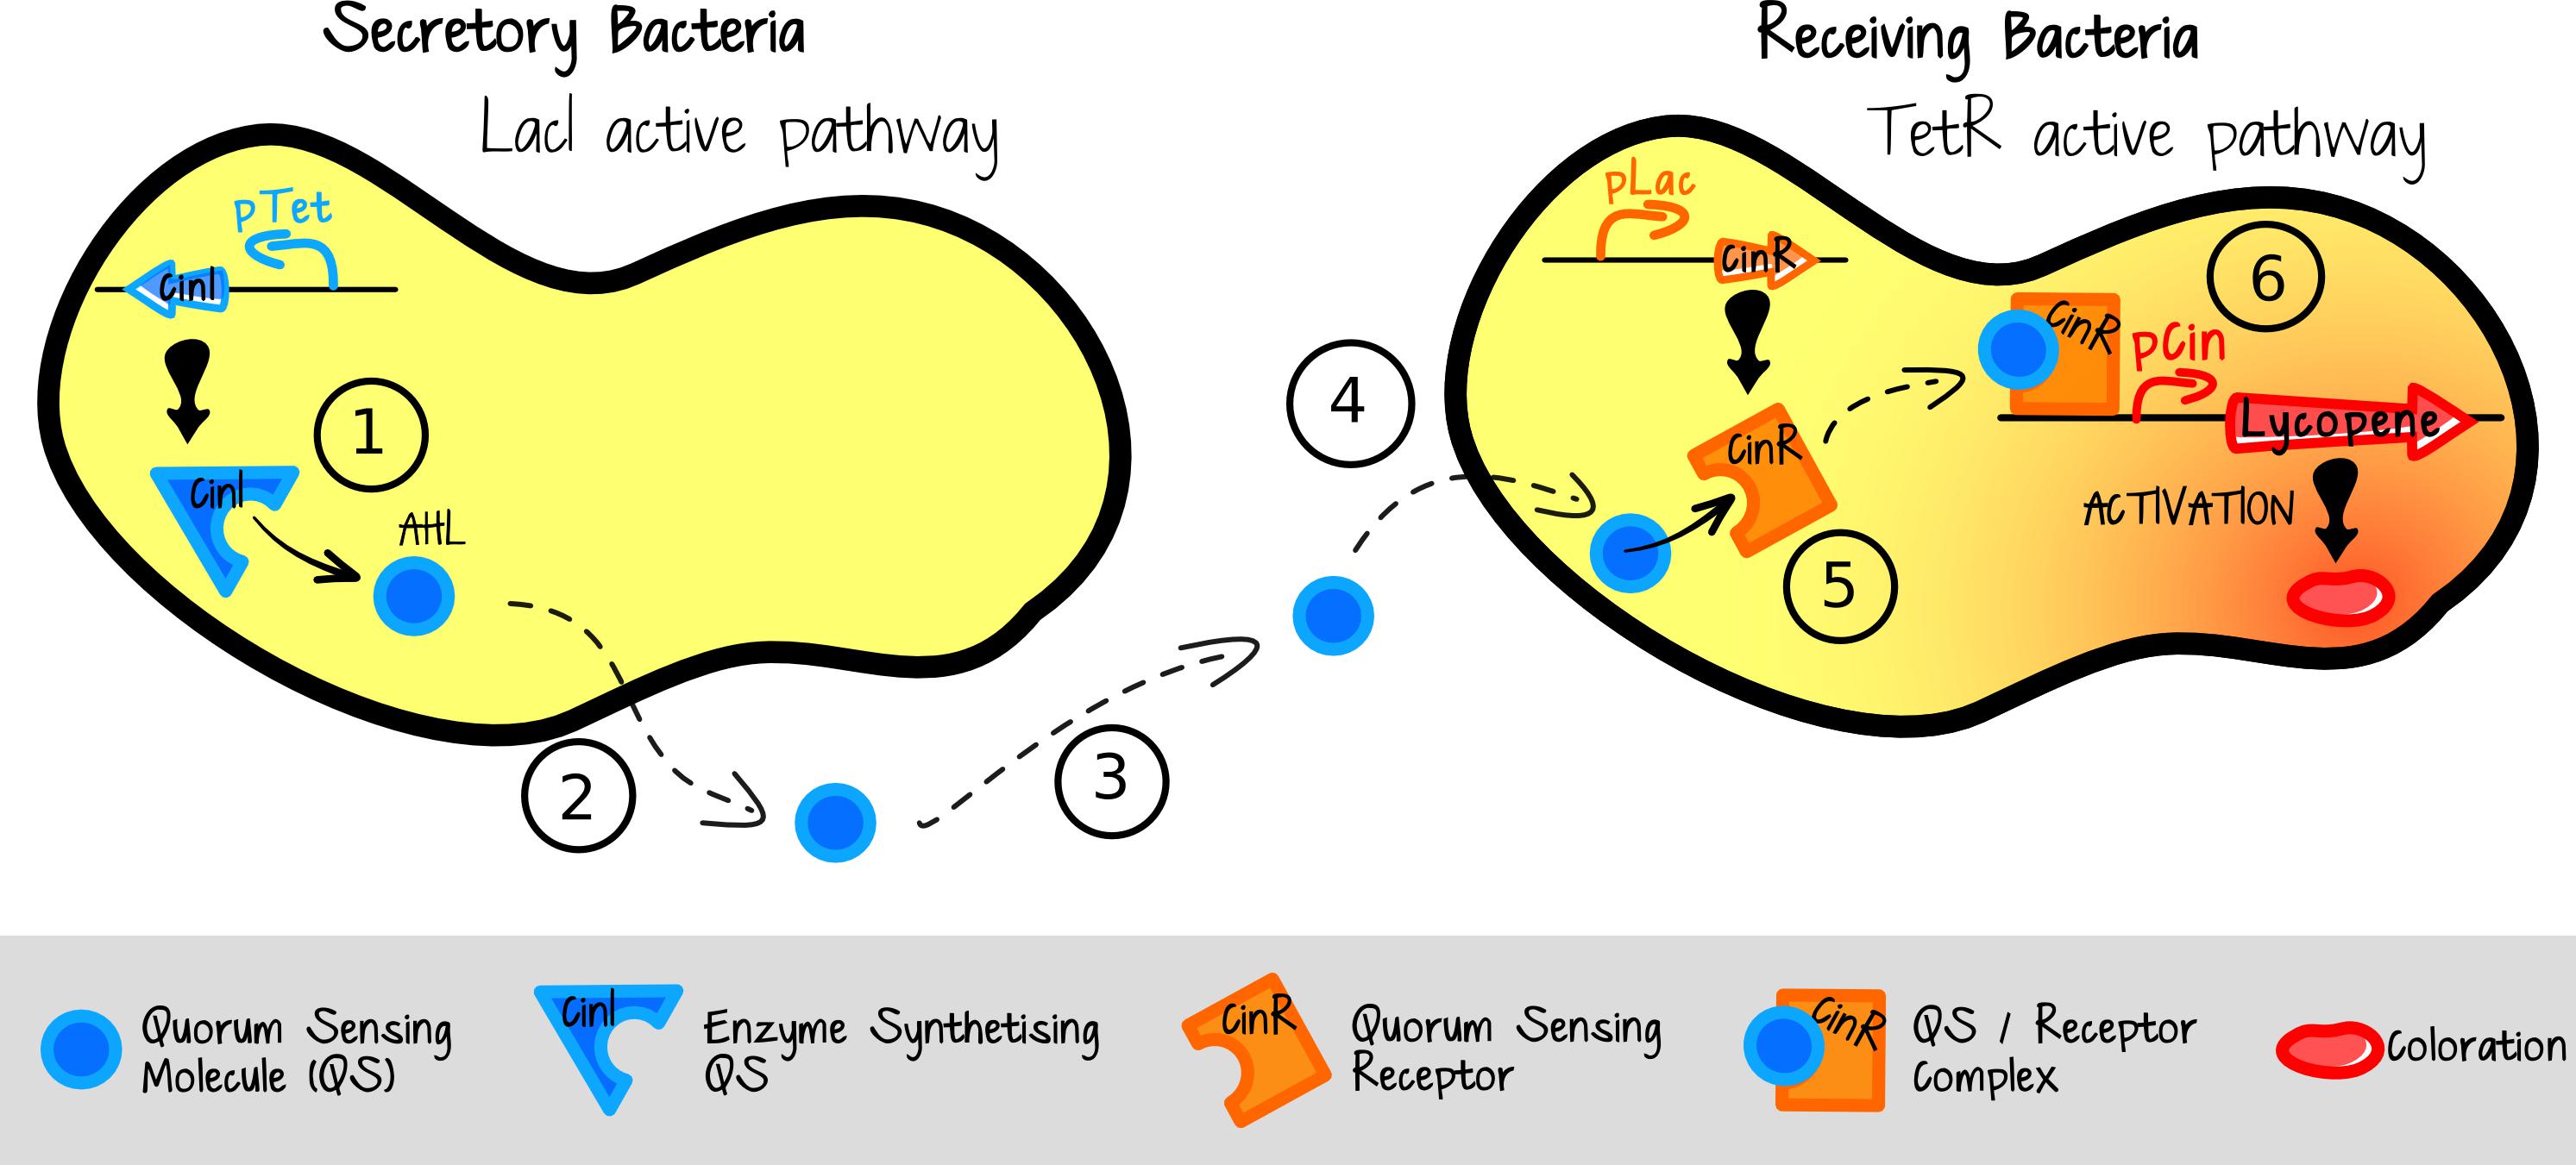 Secretory Bacteria
LacI active pathway
pTet
CinI
CinI
1
AHL
2
3
4
Receiving Bacteria
TetR active pathway
pLac
CinR
CinR
5
CinR
6
pCin
Lycopene
ACTIVATION
Quorum Sensing
Molecule (QS)
CinI
Enzyme Synthetising
QS
CinR
Quorum Sensing
Receptor
CinR
QS / Receptor
Complex
Coloration